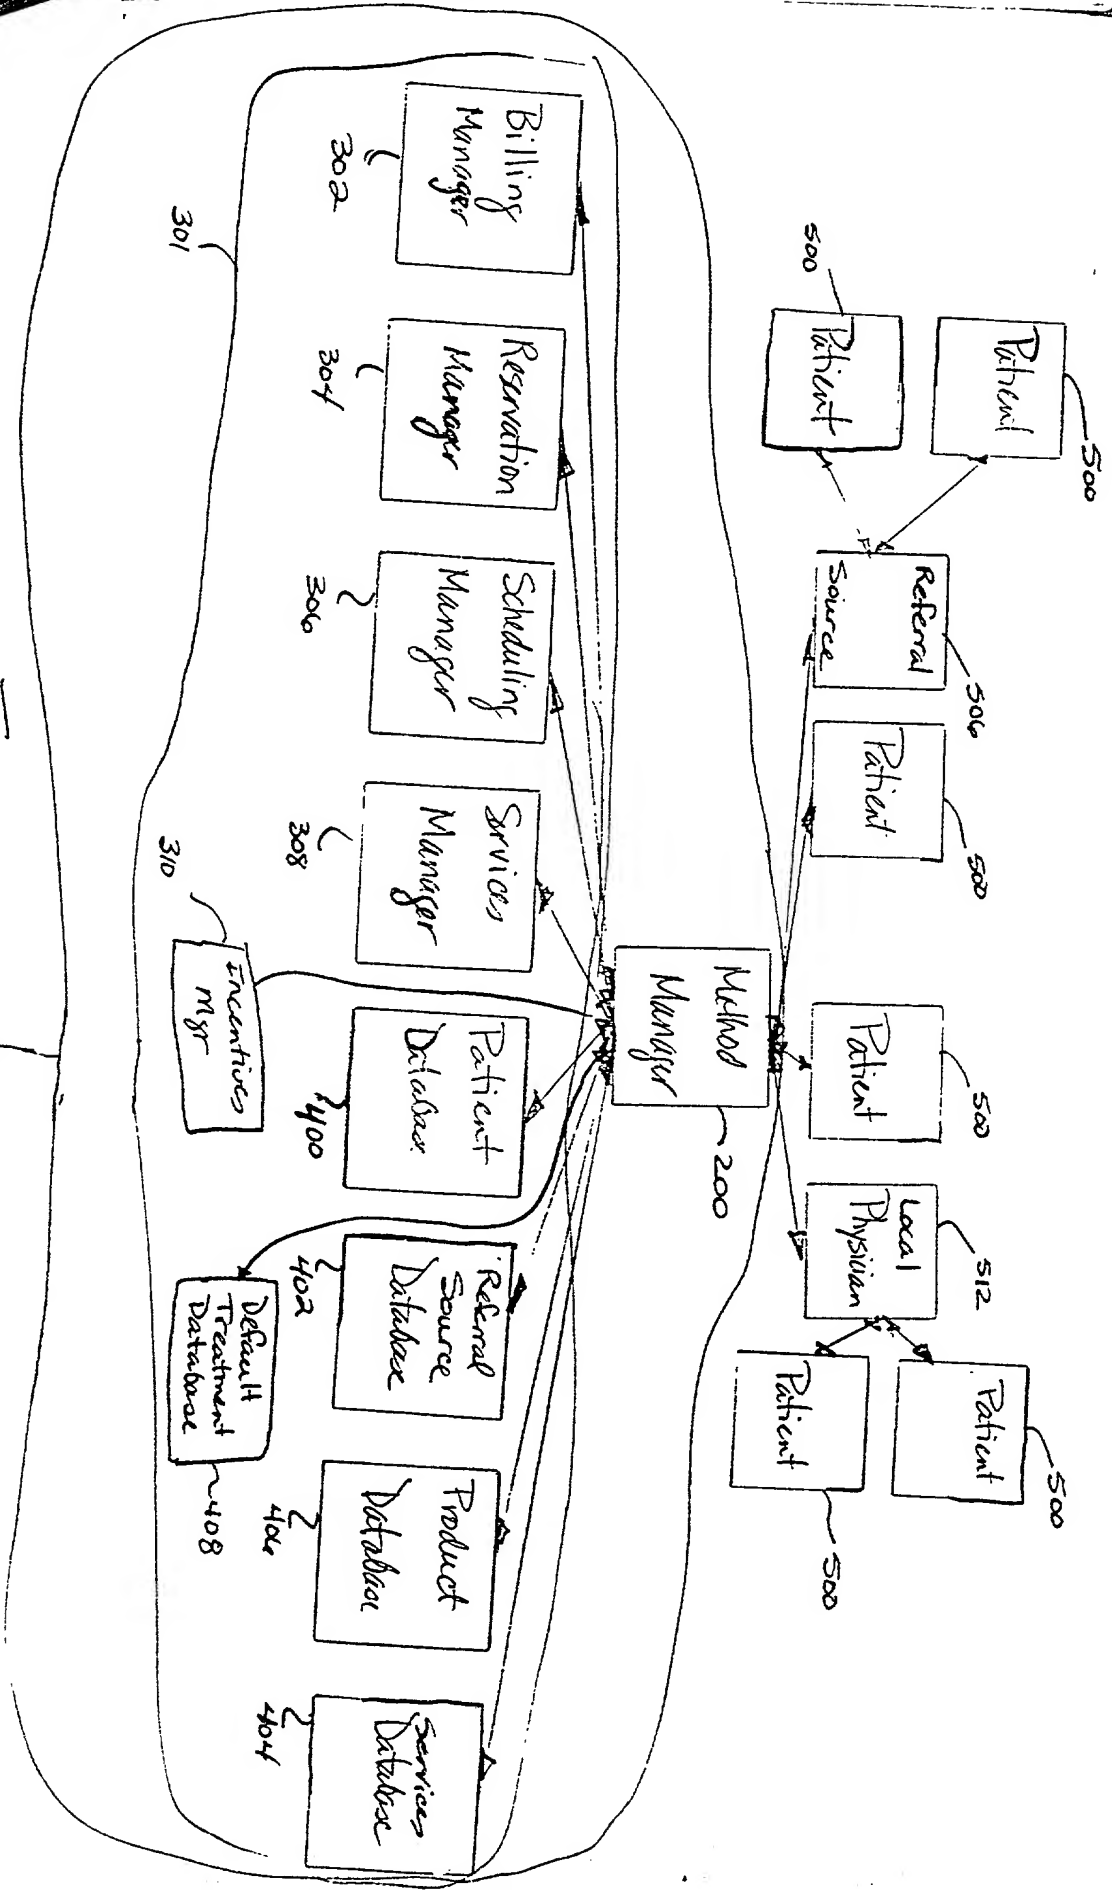 500
Patient
Patient
500
Referral
Source
506
Patient
500
Patient
500
Local
Physician
512
Patient
500
Patient
500
Method
Manager
200
Billing
Manager
302
Reservation
Manager
304
Scheduling
Manager
306
Services
Manager
308
Patient
Database
400
Referral
Source
Database
402
Product
Database
406
Services
Database
404
301
310
Incentives
Mgr
Default
Treatment
Database
408